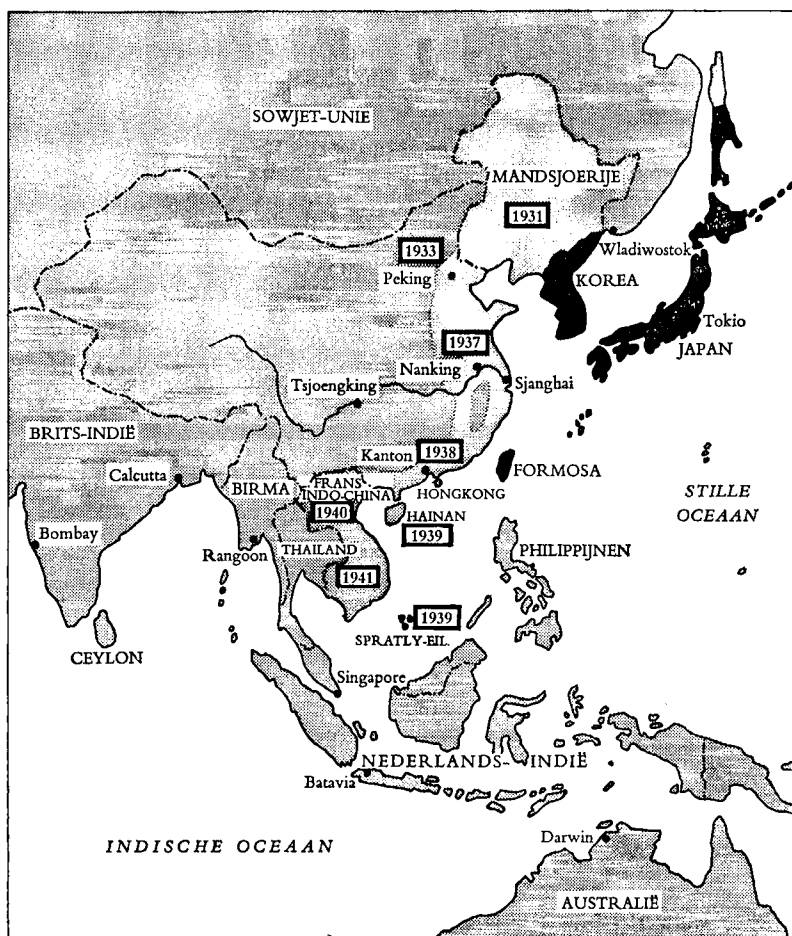 SOWJET-UNIE
MANDSJOERIJE
1931
1933
Wladiwostok
Peking
KOREA
1937
Tokio
JAPAN
Nanking
Sjanghai
Tsjoengking
BRITS-INDIË
Kanton
1938
FORMOSA
Calcutta
BIRMA
FRANS
INDO-CHINA
HONGKONG
STILLE
OCEAAN
1940
HAINAN
Bombay
Rangoon
1939
THAILAND
PHILIPPIJNEN
1941
1939
SPRATLY-EIL.
CEYLON
Singapore
NEDERLANDS-INDIË
Batavia
Darwin
INDISCHE OCEAAN
AUSTRALIË